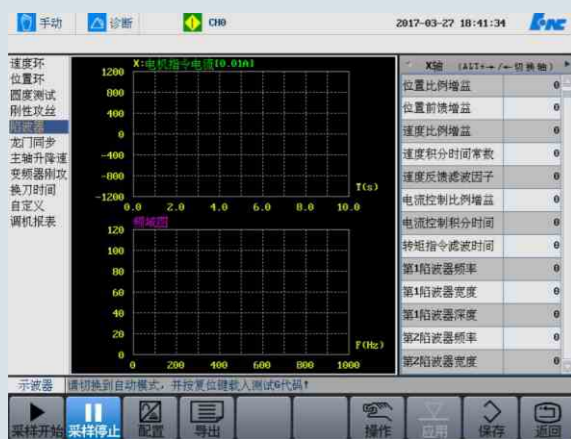 手动 诊断 CH0 2017-03-27 18:41:34 HNC
速度环
位置环
圆度测试
刚性攻丝
陷波器
龙门同步
主轴升降速
变频器刚攻
换刀时间
自定义
调机报表
X:电机指令电流[0.01A]
1200
800
400
0
-400
-800
-1200
T(s)
0.0 2.0 4.0 6.0 8.0 10.0
频域图
120
100
80
60
40
20
0
F(Hz)
0 200 400 600 800 1000
X轴 (ALT+→/←切换轴)
位置比例增益 0
位置前馈增益 0
速度比例增益 0
速度积分时间常数 0
速度反馈滤波因子 0
电流控制比例增益 0
电流控制积分时间 0
转矩指令滤波时间 0
第1陷波器频率 0
第1陷波器宽度 0
第1陷波器深度 0
第2陷波器频率 0
第2陷波器宽度 0
示波器 请切换到自动模式，并按复位键载入测试G代码!
采样开始 采样停止 配置 导出 操作 应用 保存 返回